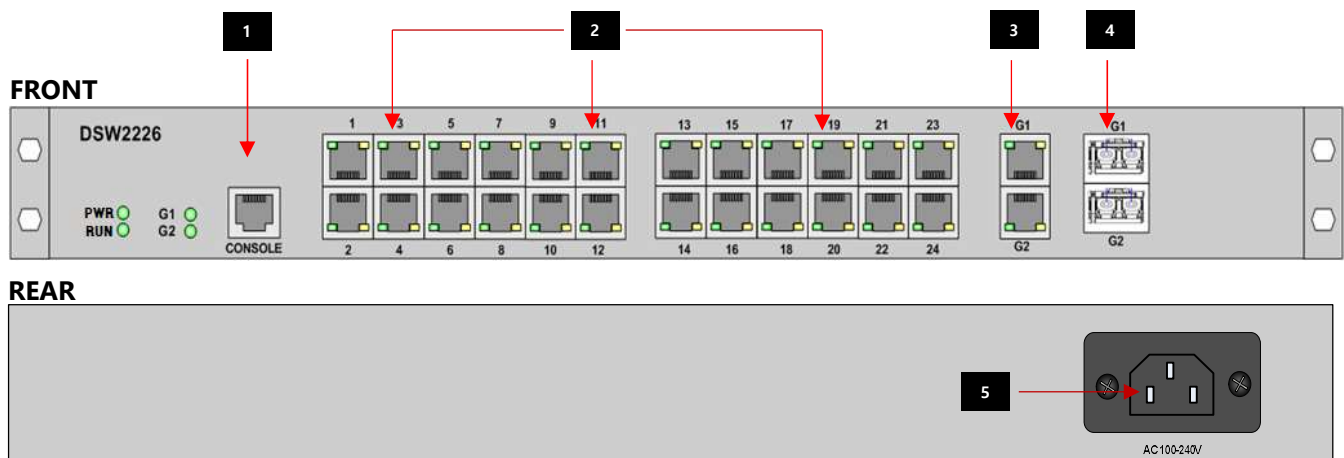 1 2 3 4
FRONT
DSW2226
1 3 5 7 9 11 13 15 17 19 21 23 G1 G1
PWR G1
RUN G2
CONSOLE
2 4 6 8 10 12 14 16 18 20 22 24 G2 G2
REAR
5
AC100-240V